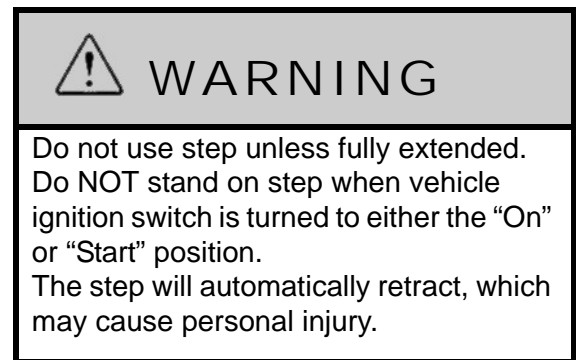 WARNING
Do not use step unless fully extended.
Do NOT stand on step when vehicle
ignition switch is turned to either the “On”
or “Start” position.
The step will automatically retract, which
may cause personal injury.